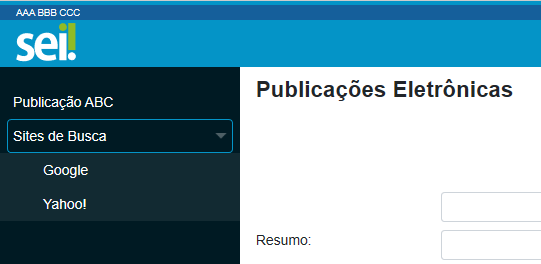 AAA BBB CCC
sei!
Publicação ABC
Sites de Busca
Google
Yahoo!
Publicações Eletrônicas
Resumo: